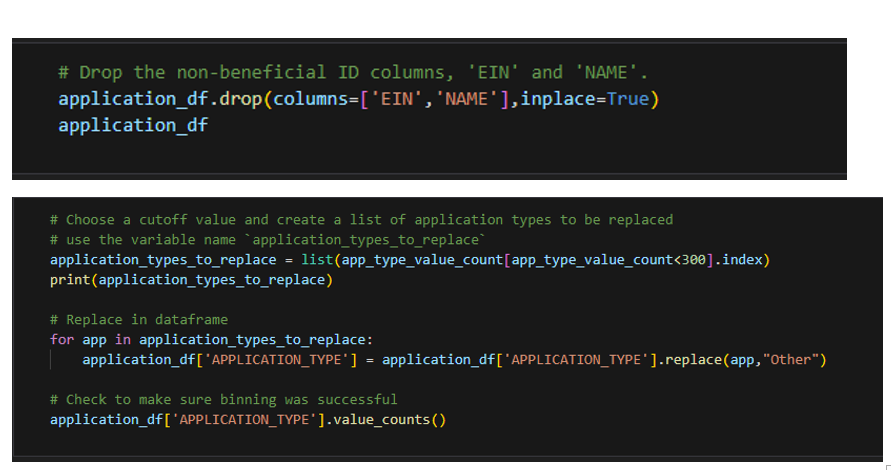 # Drop the non-beneficial ID columns, 'EIN' and 'NAME'.
application_df.drop(columns=['EIN','NAME'],inplace=True)
application_df
# Choose a cutoff value and create a list of application types to be replaced
# use the variable name `application_types_to_replace`
application_types_to_replace = list(app_type_value_count[app_type_value_count<300].index)
print(application_types_to_replace)
# Replace in dataframe
for app in application_types_to_replace:
    application_df['APPLICATION_TYPE'] = application_df['APPLICATION_TYPE'].replace(app,"Other")
# Check to make sure binning was successful
application_df['APPLICATION_TYPE'].value_counts()